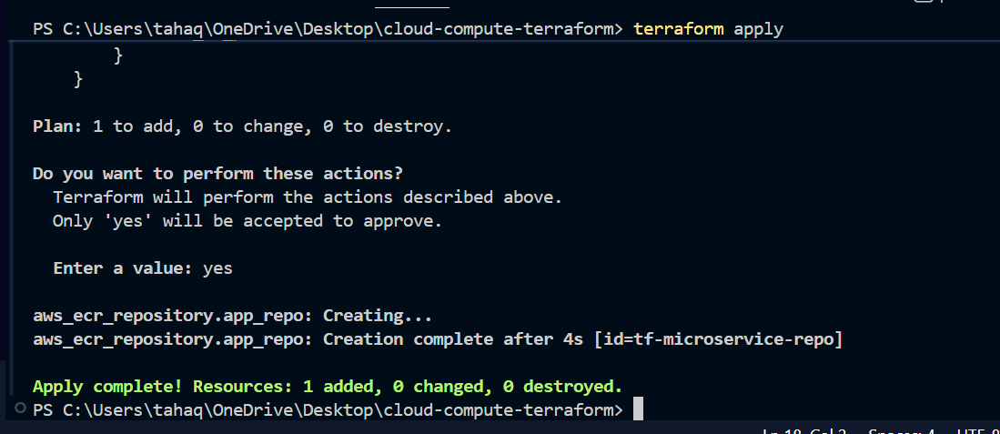 PS C:\Users\tahaq\OneDrive\Desktop\cloud-compute-terraform> terraform apply
}
}
Plan: 1 to add, 0 to change, 0 to destroy.
Do you want to perform these actions?
Terraform will perform the actions described above.
Only 'yes' will be accepted to approve.
Enter a value: yes
aws_ecr_repository.app_repo: Creating...
aws_ecr_repository.app_repo: Creation complete after 4s [id=tf-microservice-repo]
Apply complete! Resources: 1 added, 0 changed, 0 destroyed.
PS C:\Users\tahaq\OneDrive\Desktop\cloud-compute-terraform>